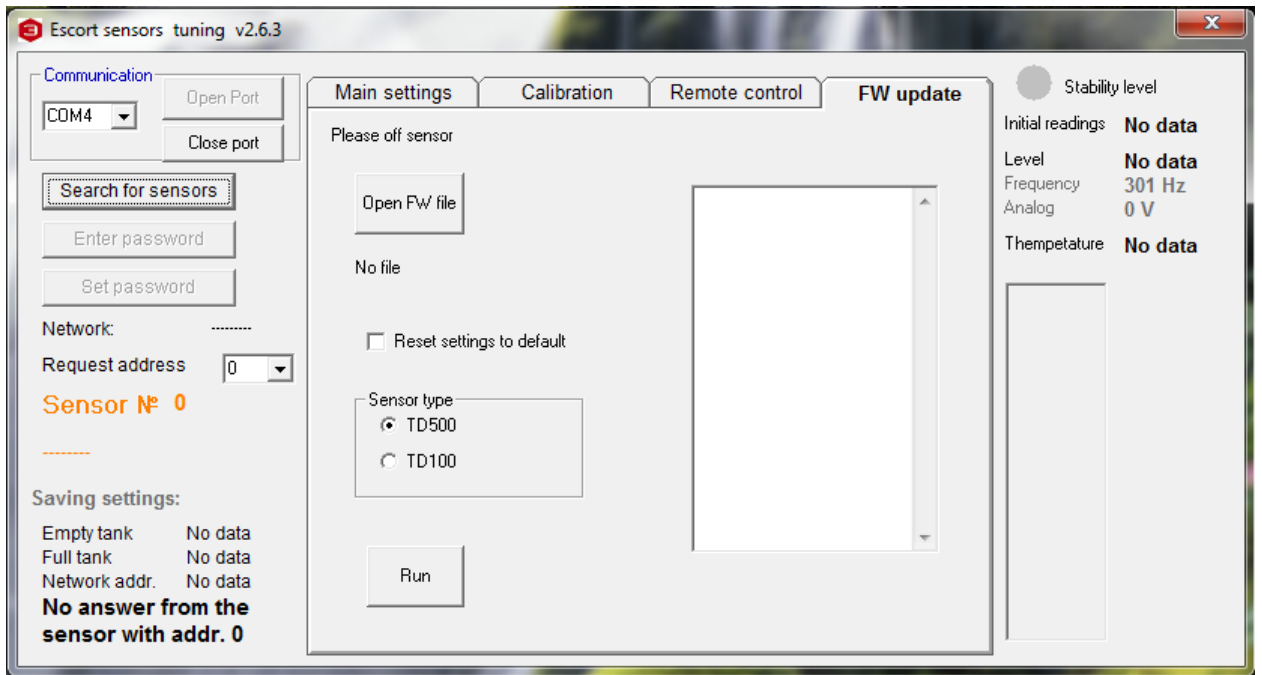 Escort sensors tuning v2.6.3
Communication
COM4
Open Port
Close port
Search for sensors
Enter password
Set password
Network: --------
Request address 0
Sensor № 0
--------
Saving settings:
Empty tank No data
Full tank No data
Network addr. No data
No answer from the
sensor with addr. 0
Main settings
Calibration
Remote control
FW update
Please off sensor
Open FW file
No file
Reset settings to default
Sensor type
TD500
TD100
Run
Stability level
Initial readings No data
Level No data
Frequency 301 Hz
Analog 0 V
Thempetature No data